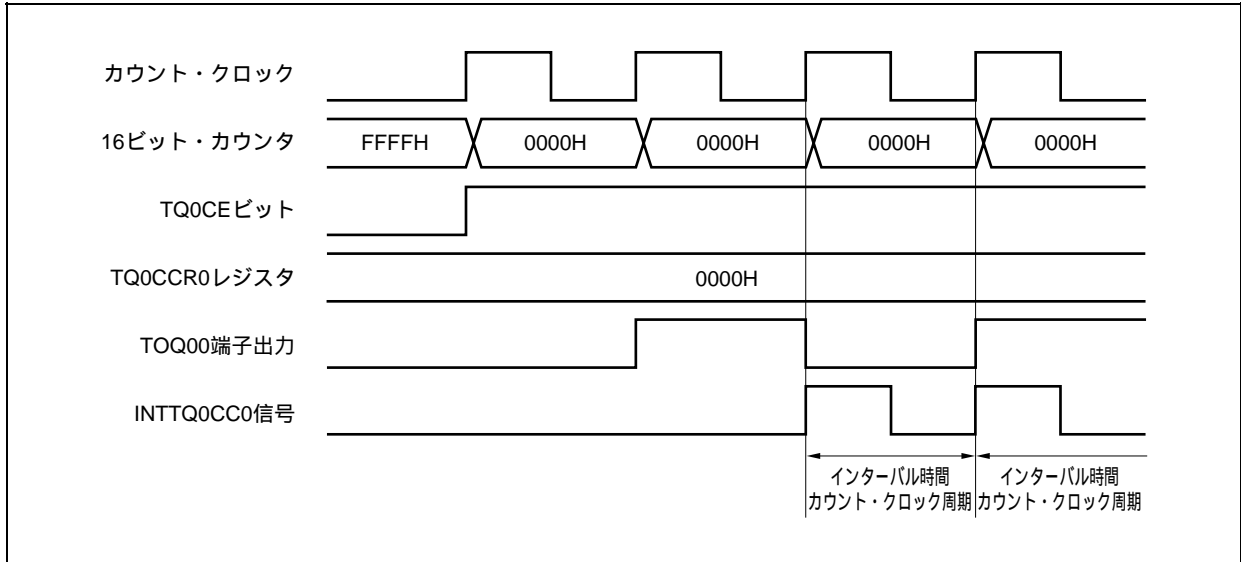 カウント・クロック
16ビット・カウンタ FFFFH 0000H 0000H 0000H 0000H
TQ0CEビット
TQ0CCR0レジスタ 0000H
TOQ00端子出力
INTTQ0CC0信号
インターバル時間 インターバル時間
カウント・クロック周期 カウント・クロック周期